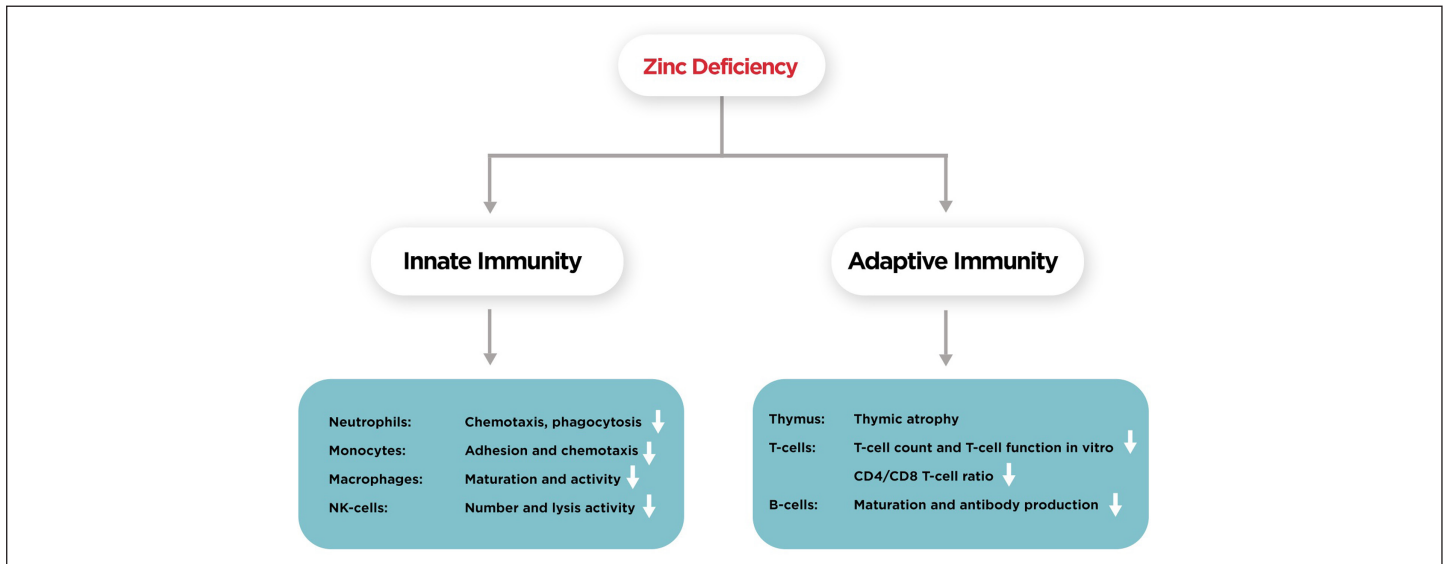 Zinc Deficiency
Innate Immunity
Adaptive Immunity
Neutrophils: Chemotaxis, phagocytosis
Monocytes: Adhesion and chemotaxis
Macrophages: Maturation and activity
NK-cells: Number and lysis activity
Thymus: Thymic atrophy
T-cells: T-cell count and T-cell function in vitro
CD4/CD8 T-cell ratio
B-cells: Maturation and antibody production